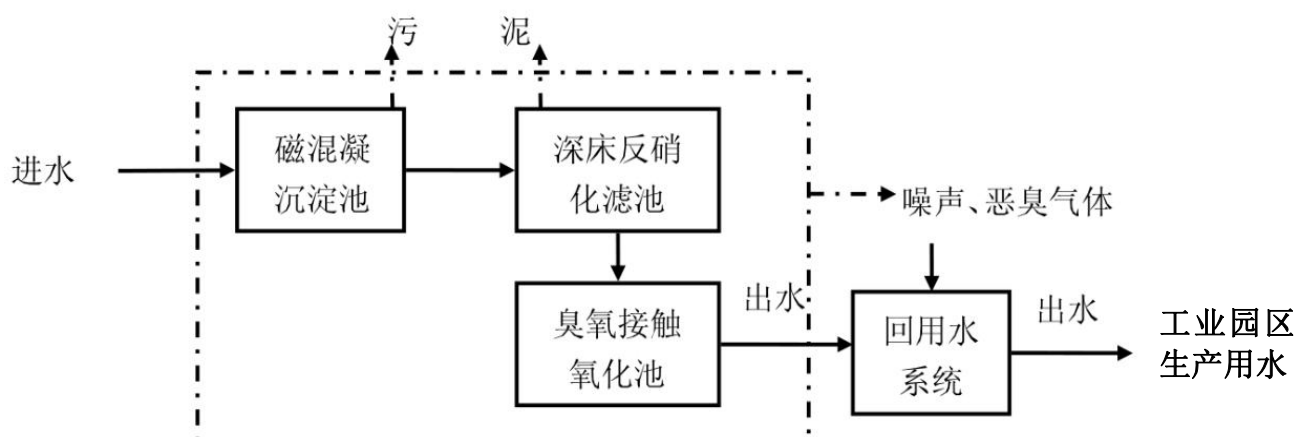 污 泥
进水
磁混凝
沉淀池
深床反硝
化滤池
噪声、恶臭气体
臭氧接触
氧化池
出水
回用水
系统
出水
工业园区
生产用水